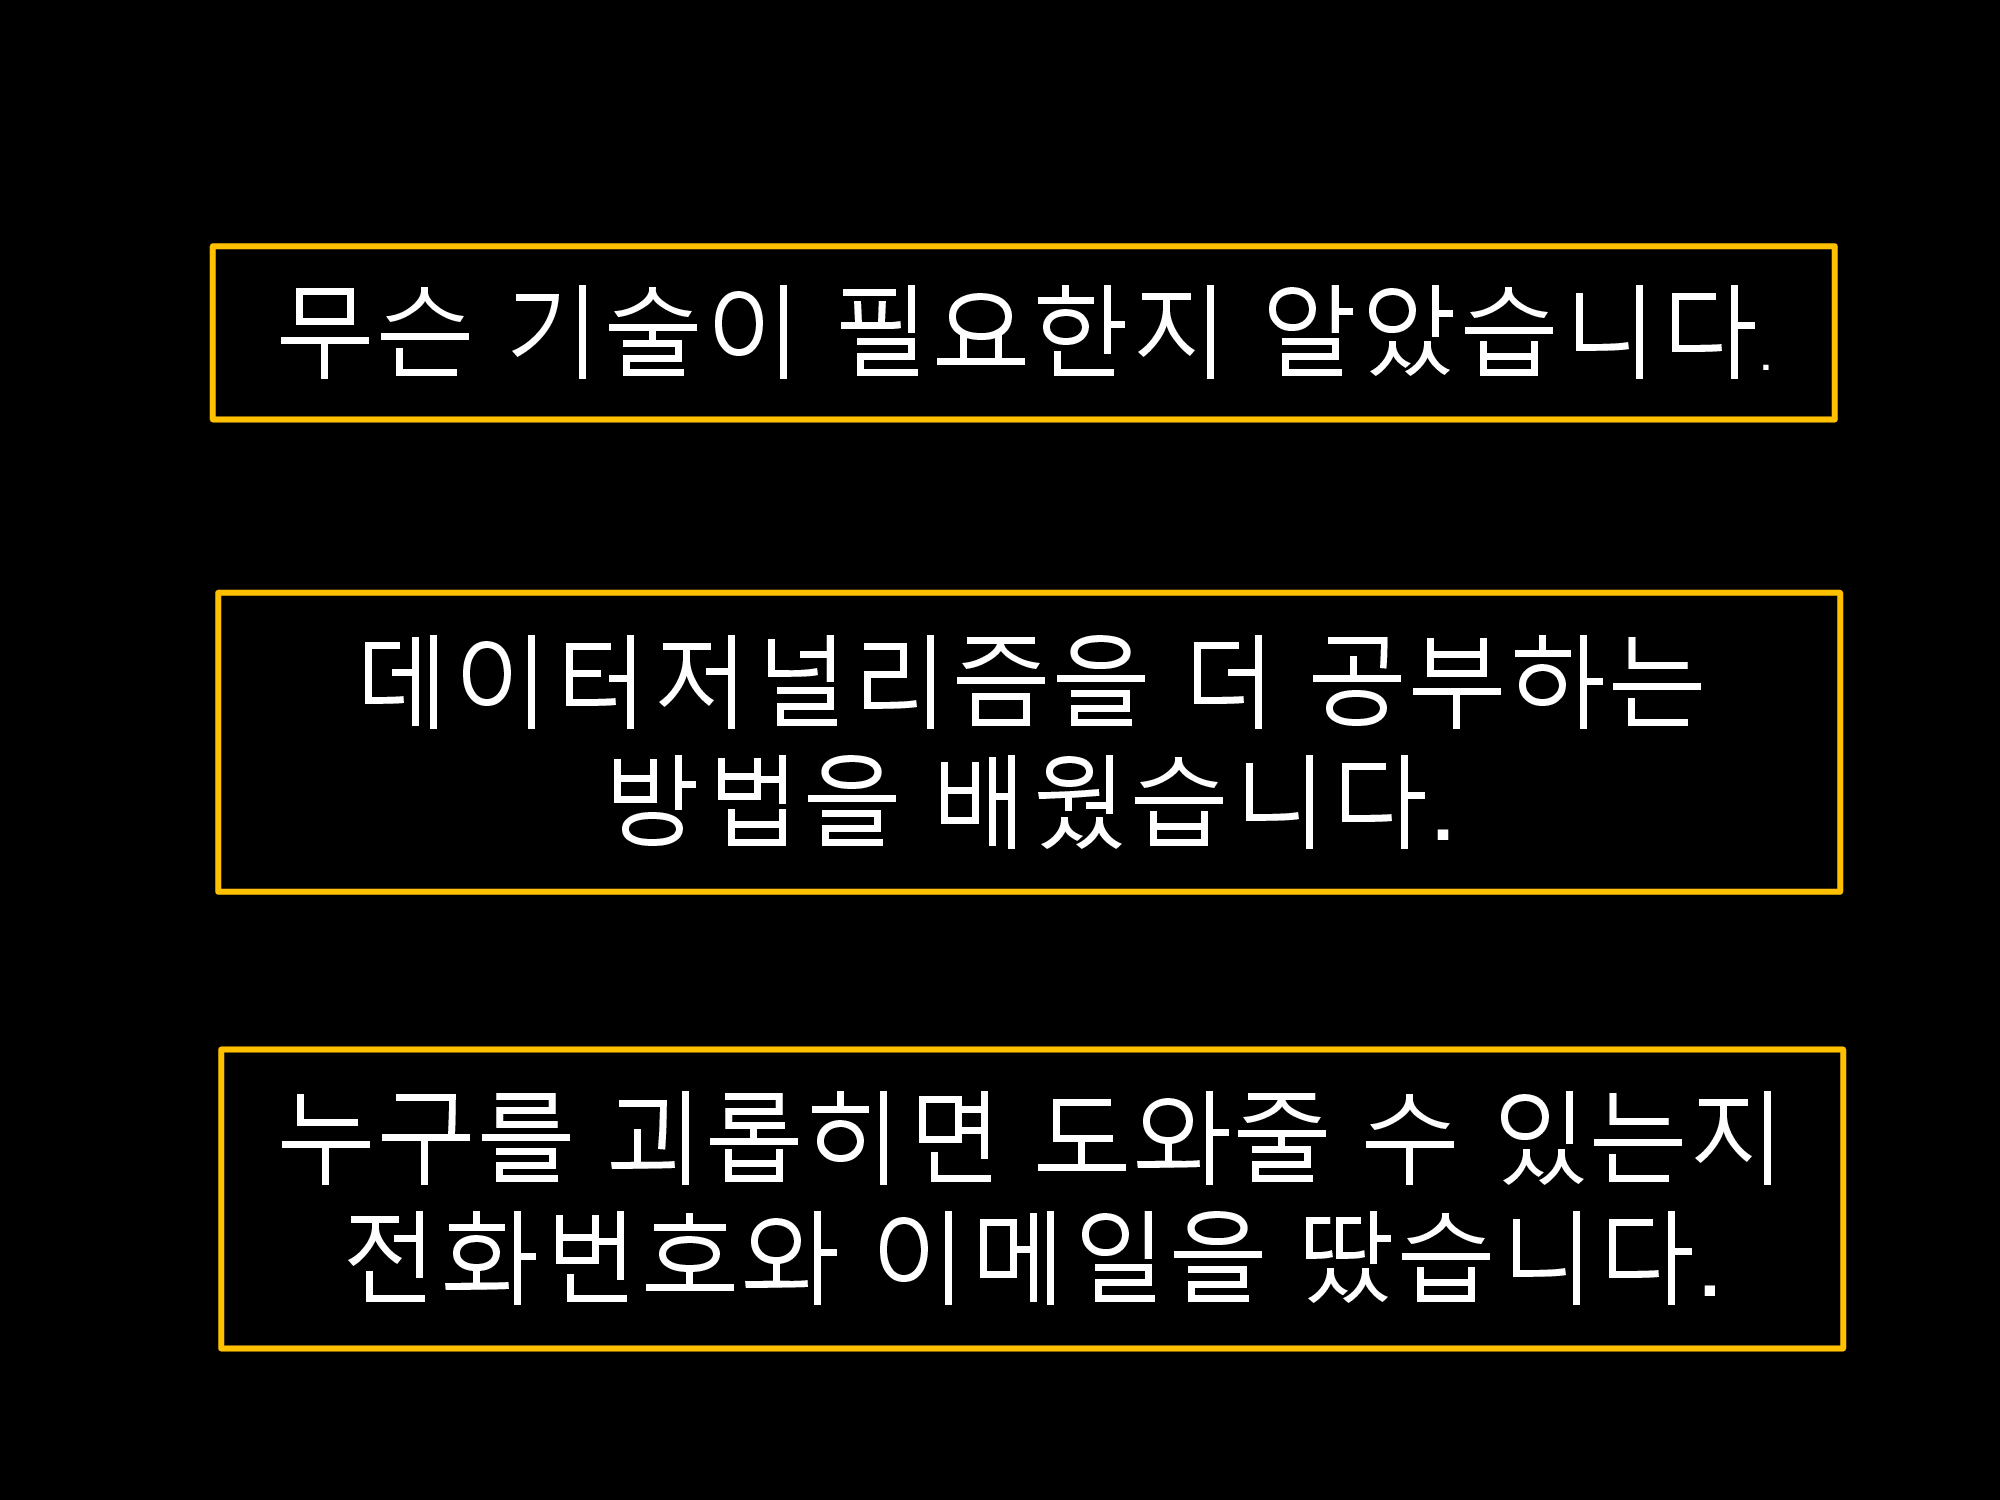 무슨 기술이 필요한지 알았습니다.
데이터저널리즘을 더 공부하는
방법을 배웠습니다.
누구를 괴롭히면 도와줄 수 있는지
전화번호와 이메일을 땄습니다.